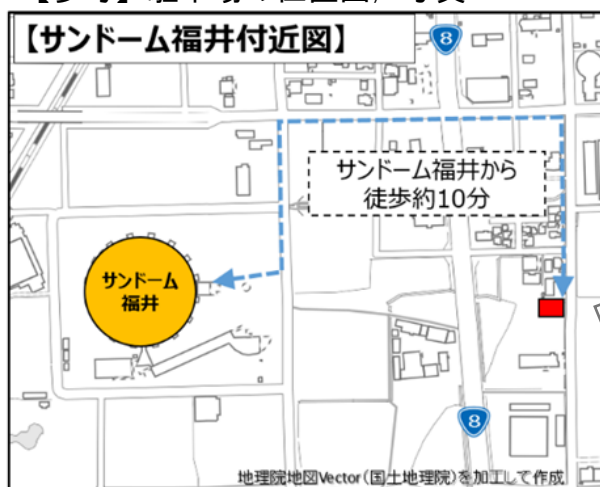 【サンドーム福井付近図】
8
サンドーム福井から
徒歩約10分
サンドーム
福井
8
地理院地図Vector(国土地理院)を加工して作成